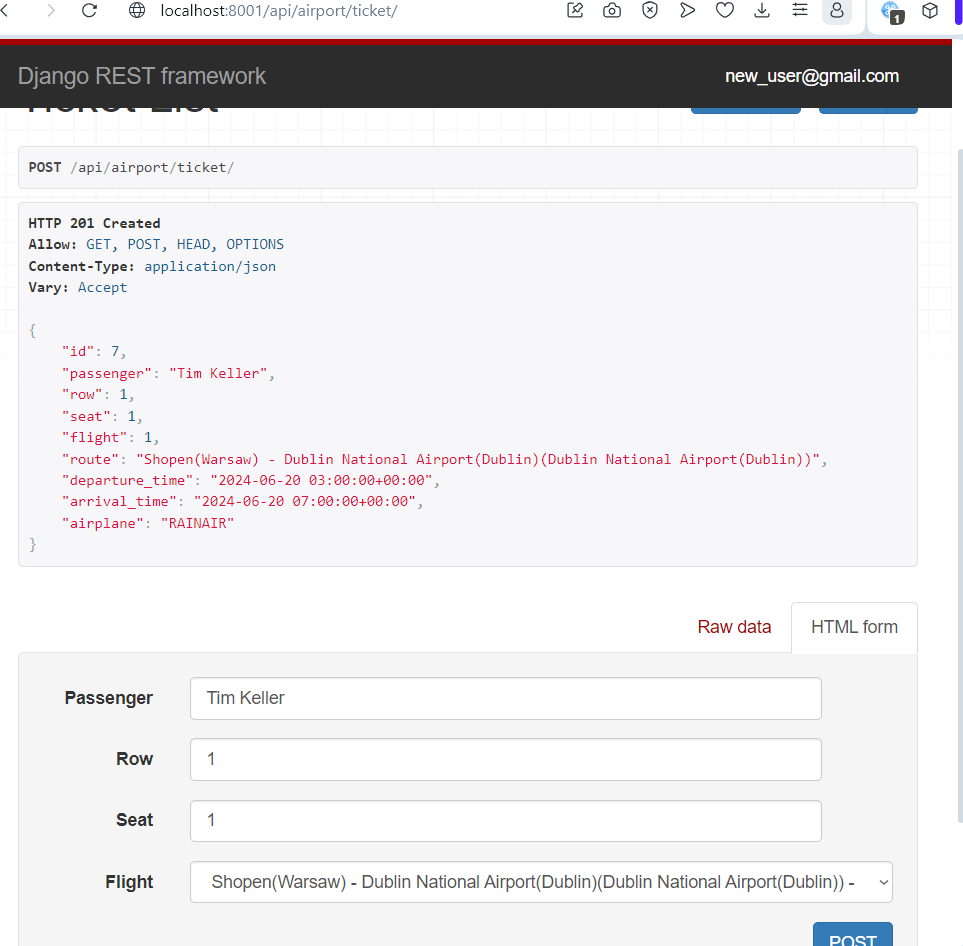 localhost:8001/api/airport/ticket/
1
Django REST framework
new_user@gmail.com
Ticket List
POST /api/airport/ticket/
HTTP 201 Created
Allow: GET, POST, HEAD, OPTIONS
Content-Type: application/json
Vary: Accept
{
"id": 7,
"passenger": "Tim Keller",
"row": 1,
"seat": 1,
"flight": 1,
"route": "Shopen(Warsaw) - Dublin National Airport(Dublin)(Dublin National Airport(Dublin))",
"departure_time": "2024-06-20 03:00:00+00:00",
"arrival_time": "2024-06-20 07:00:00+00:00",
"airplane": "RAINAIR"
}
Raw data
HTML form
Passenger
Tim Keller
Row
1
Seat
1
Flight
Shopen(Warsaw) - Dublin National Airport(Dublin)(Dublin National Airport(Dublin)) -
POST